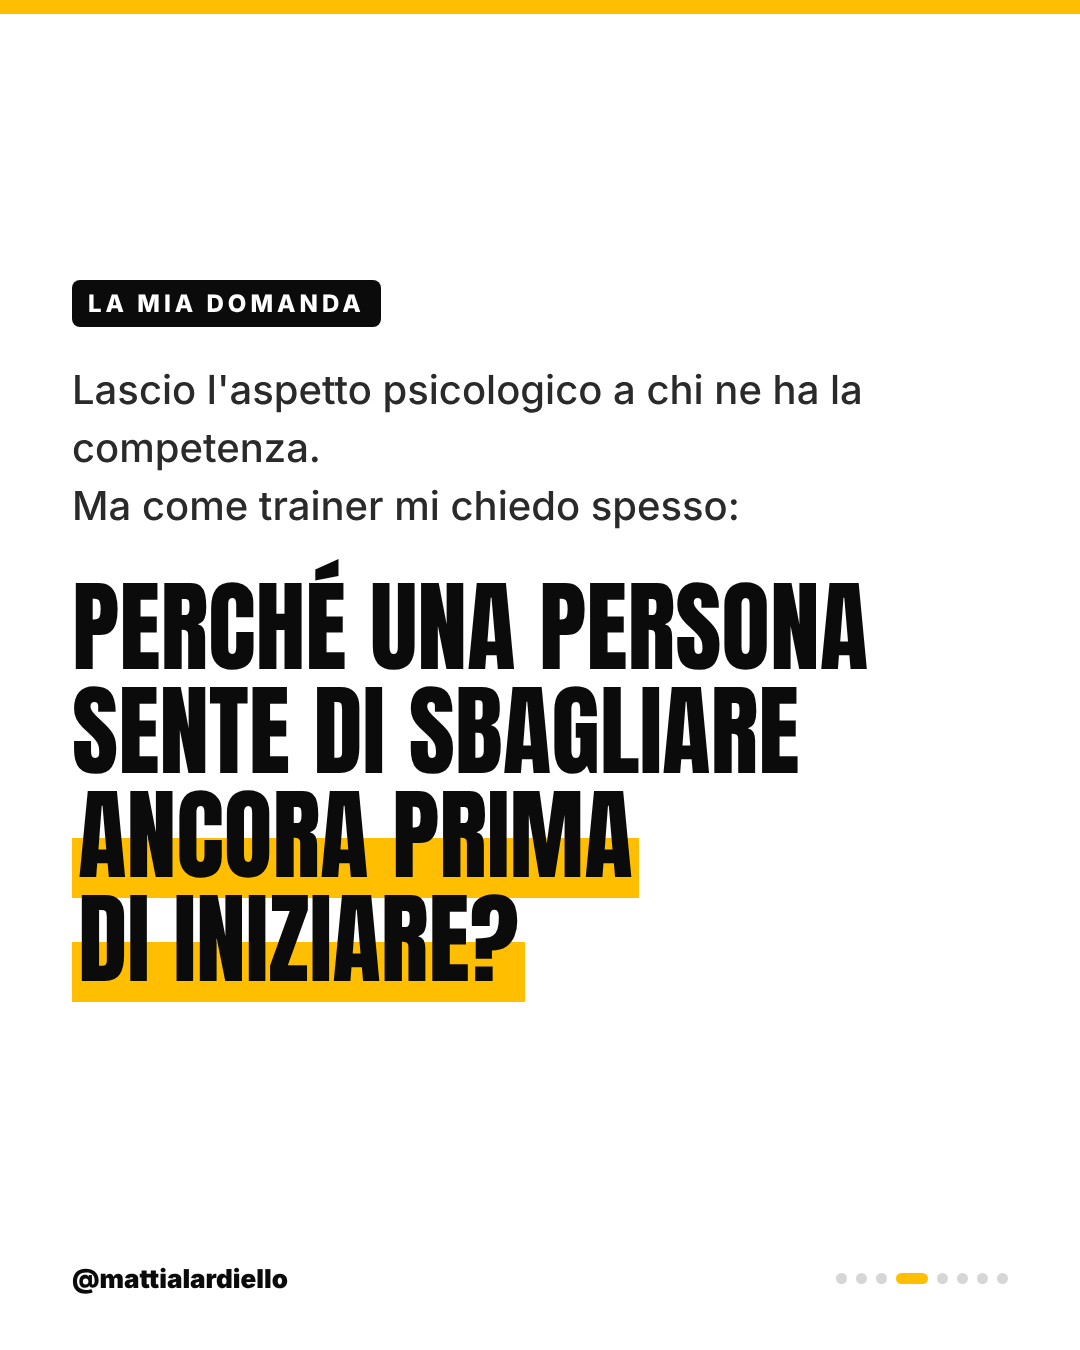 LA MIA DOMANDA
Lascio l'aspetto psicologico a chi ne ha la
competenza.
Ma come trainer mi chiedo spesso:
PERCHÉ UNA PERSONA
SENTE DI SBAGLIARE
ANCORA PRIMA
DI INIZIARE?
@mattialardiello